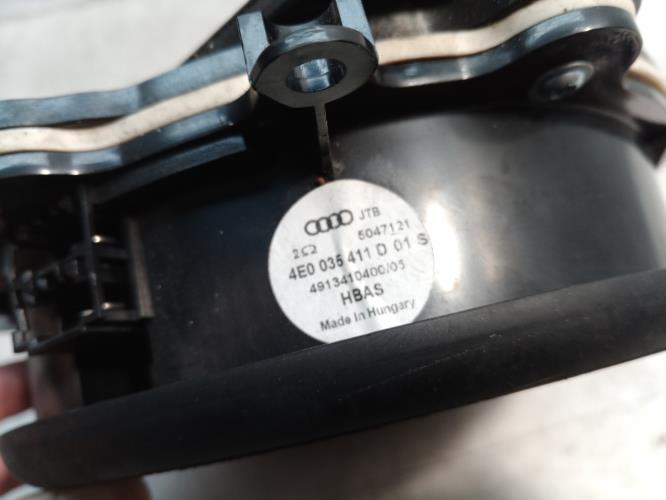 JTB
2Ω 5047121
4E0 035 411 D 01 S
4913410400/05
HBAS
Made In Hungary